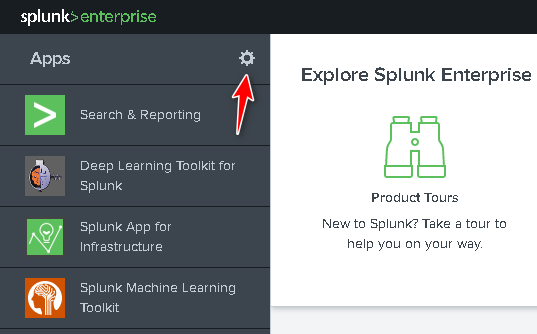 splunk>enterprise
Apps
Search & Reporting
Deep Learning Toolkit for
Splunk
Splunk App for
Infrastructure
Splunk Machine Learning
Toolkit
Explore Splunk Enterprise
Product Tours
New to Splunk? Take a tour to
help you on your way.